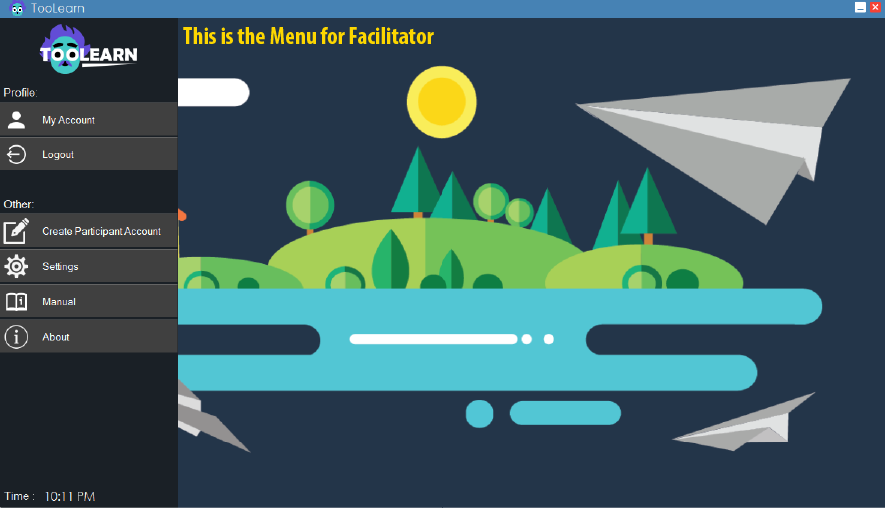 TooLearn
This is the Menu for Facilitator
TOOLEARN
Profile:
My Account
Logout
Other:
Create Participant Account
Settings
Manual
About
Time : 10:11 PM